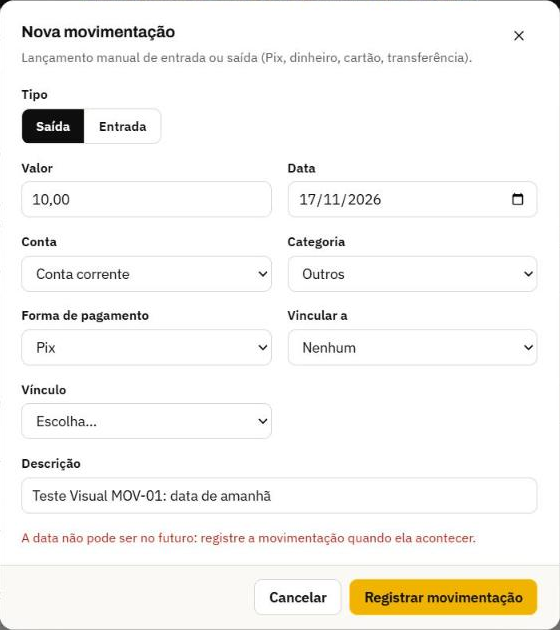 Nova movimentação
Lançamento manual de entrada ou saída (Pix, dinheiro, cartão, transferência).
Tipo
Saída Entrada
Valor Data
10,00 17/11/2026
Conta Categoria
Conta corrente Outros
Forma de pagamento Vincular a
Pix Nenhum
Vínculo
Escolha...
Descrição
Teste Visual MOV-01: data de amanhã
A data não pode ser no futuro: registre a movimentação quando ela acontecer.
Cancelar Registrar movimentação